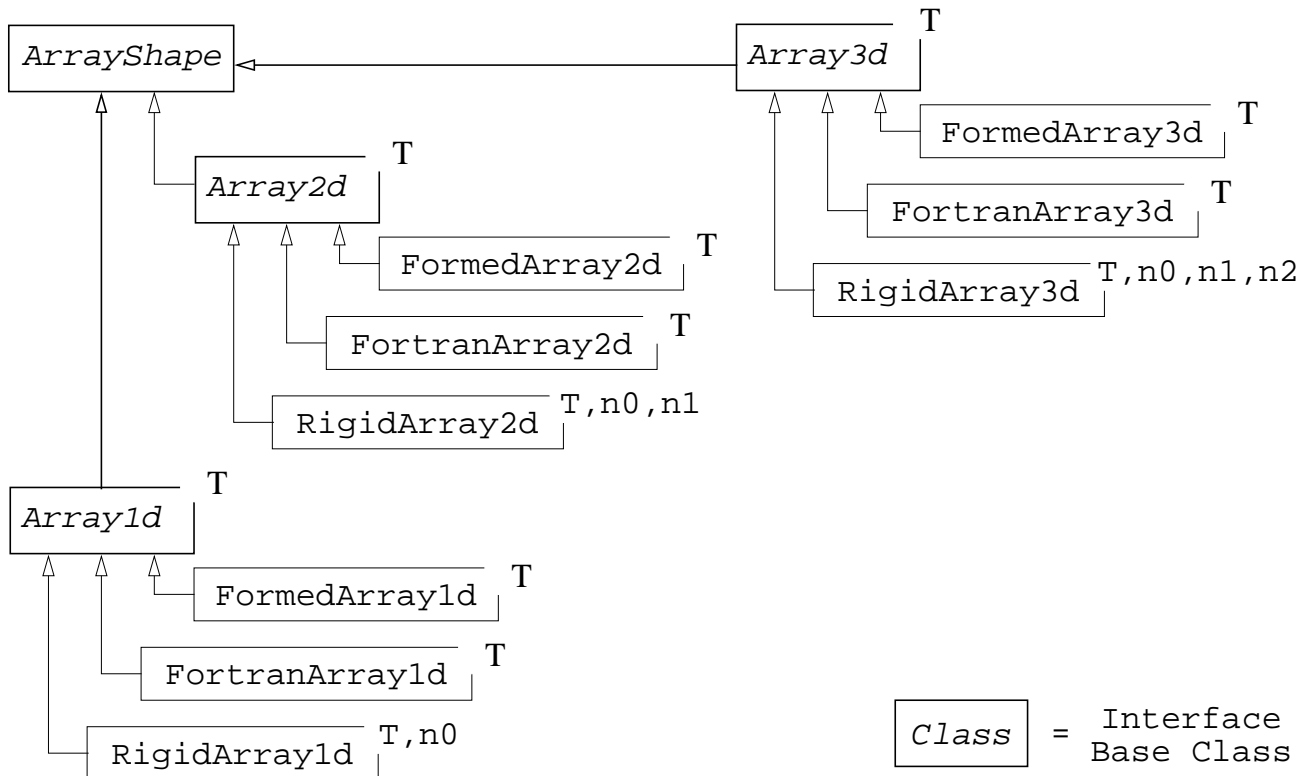 ArrayShape
Array3d
T
FormedArray3d
T
FortranArray3d
T
RigidArray3d
T,n0,n1,n2
Array2d
T
FormedArray2d
T
FortranArray2d
T
RigidArray2d
T,n0,n1
Array1d
T
FormedArray1d
T
FortranArray1d
T
RigidArray1d
T,n0
Class = Interface
Base Class